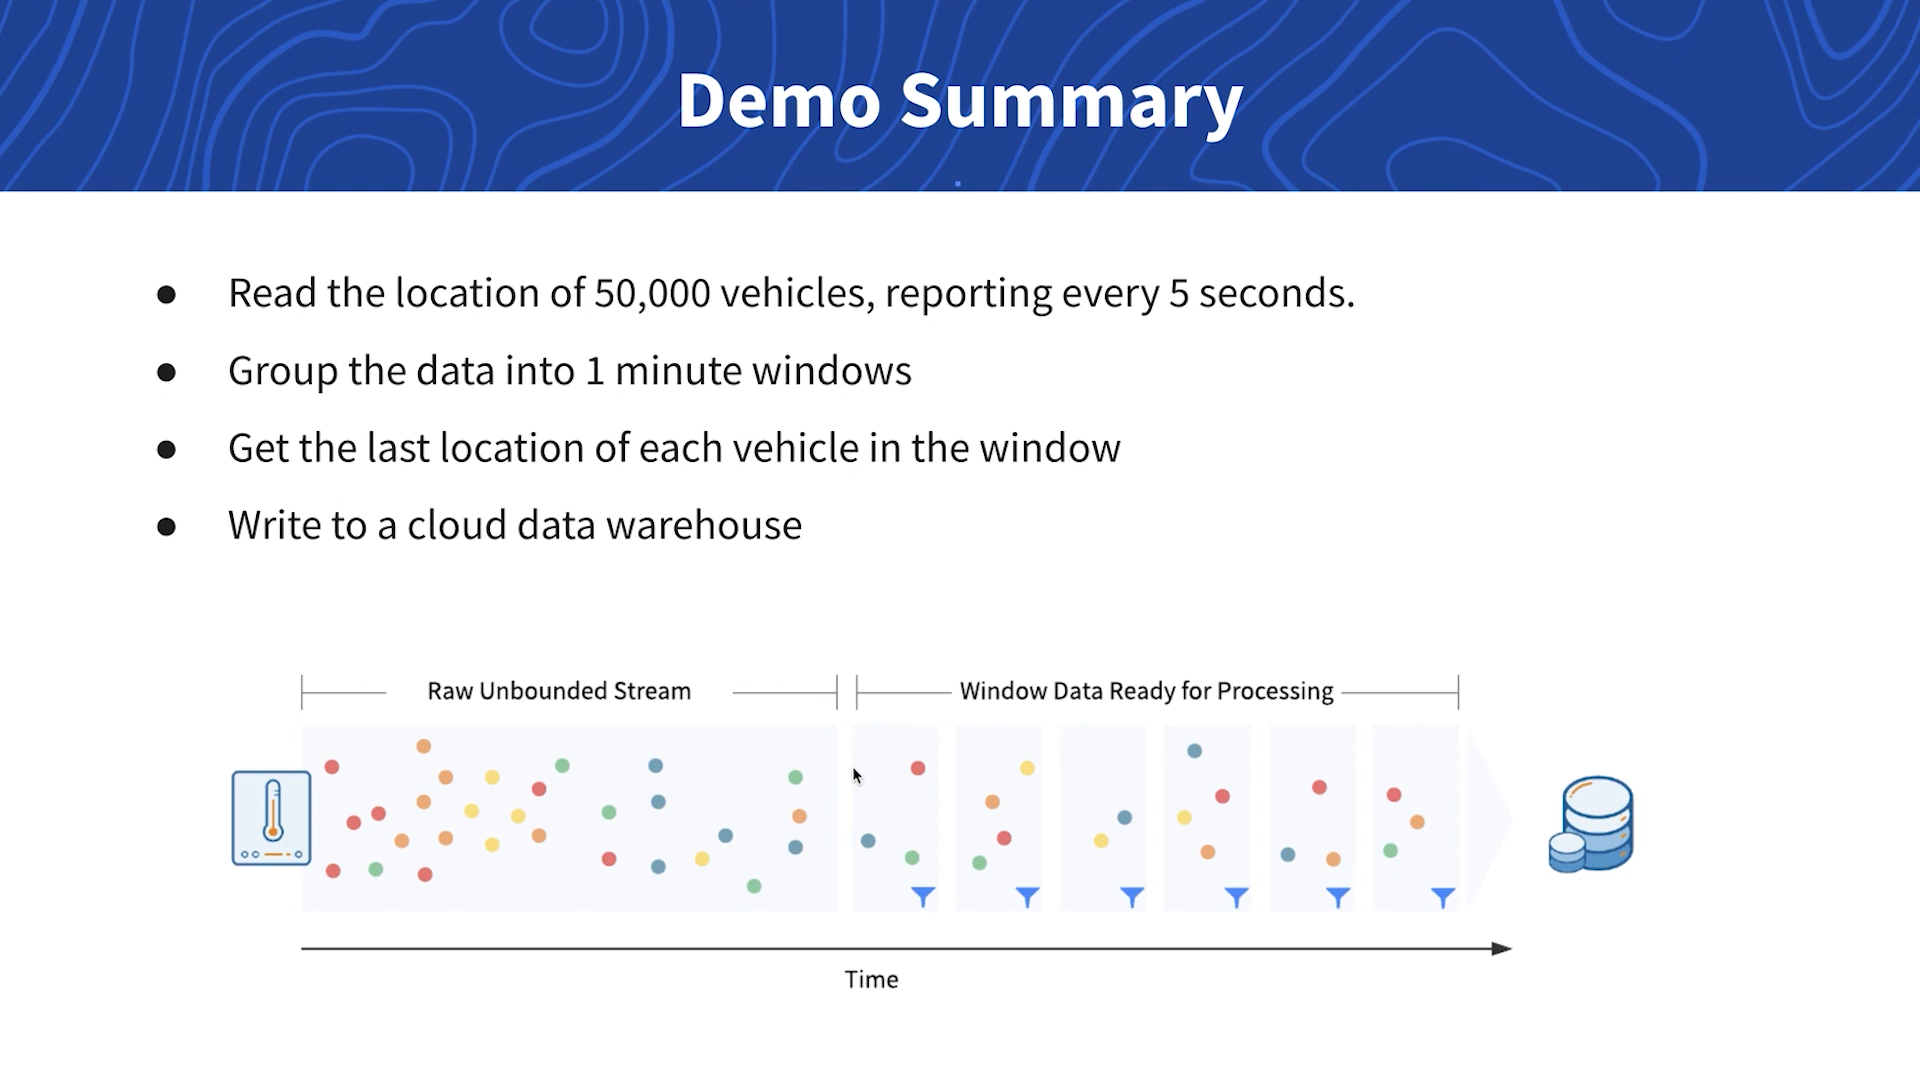 Demo Summary
● Read the location of 50,000 vehicles, reporting every 5 seconds.
● Group the data into 1 minute windows
● Get the last location of each vehicle in the window
● Write to a cloud data warehouse
Raw Unbounded Stream
Window Data Ready for Processing
Time